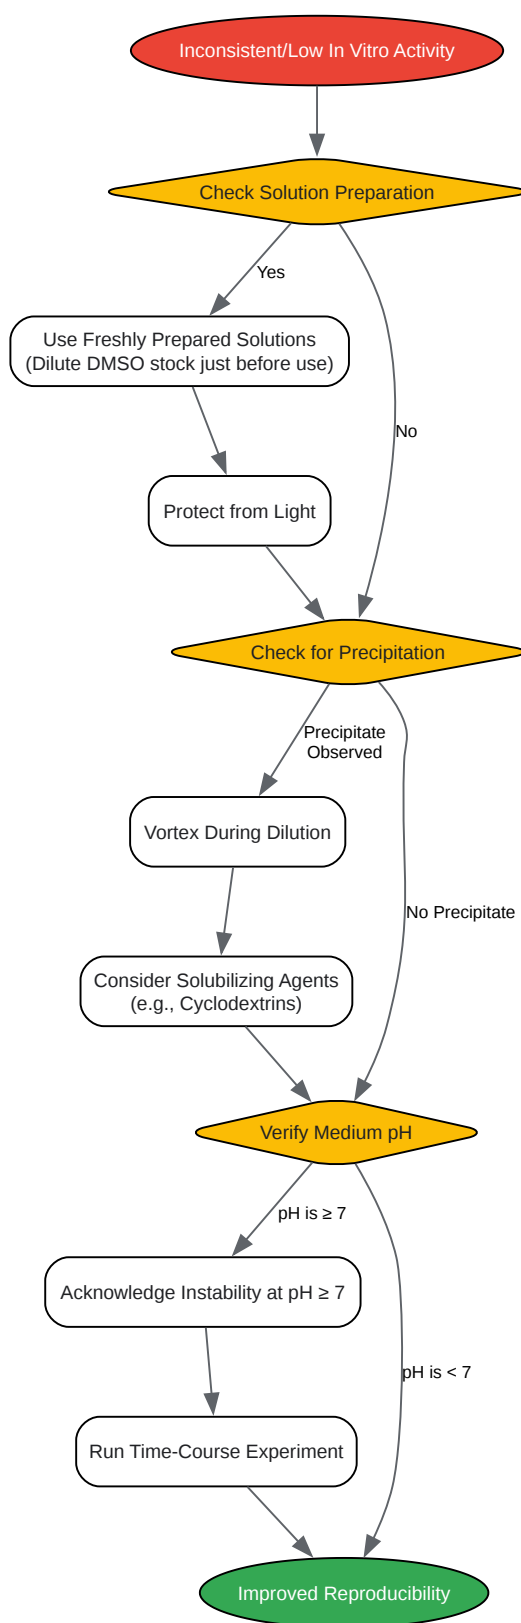 Inconsistent/Low In Vitro Activity
Check Solution Preparation
Yes
Use Freshly Prepared Solutions
(Dilute DMSO stock just before use)
No
Protect from Light
Check for Precipitation
Precipitate
Observed
Vortex During Dilution
No Precipitate
Consider Solubilizing Agents
(e.g., Cyclodextrins)
Verify Medium pH
pH is ≥ 7
Acknowledge Instability at pH ≥ 7
pH is < 7
Run Time-Course Experiment
Improved Reproducibility